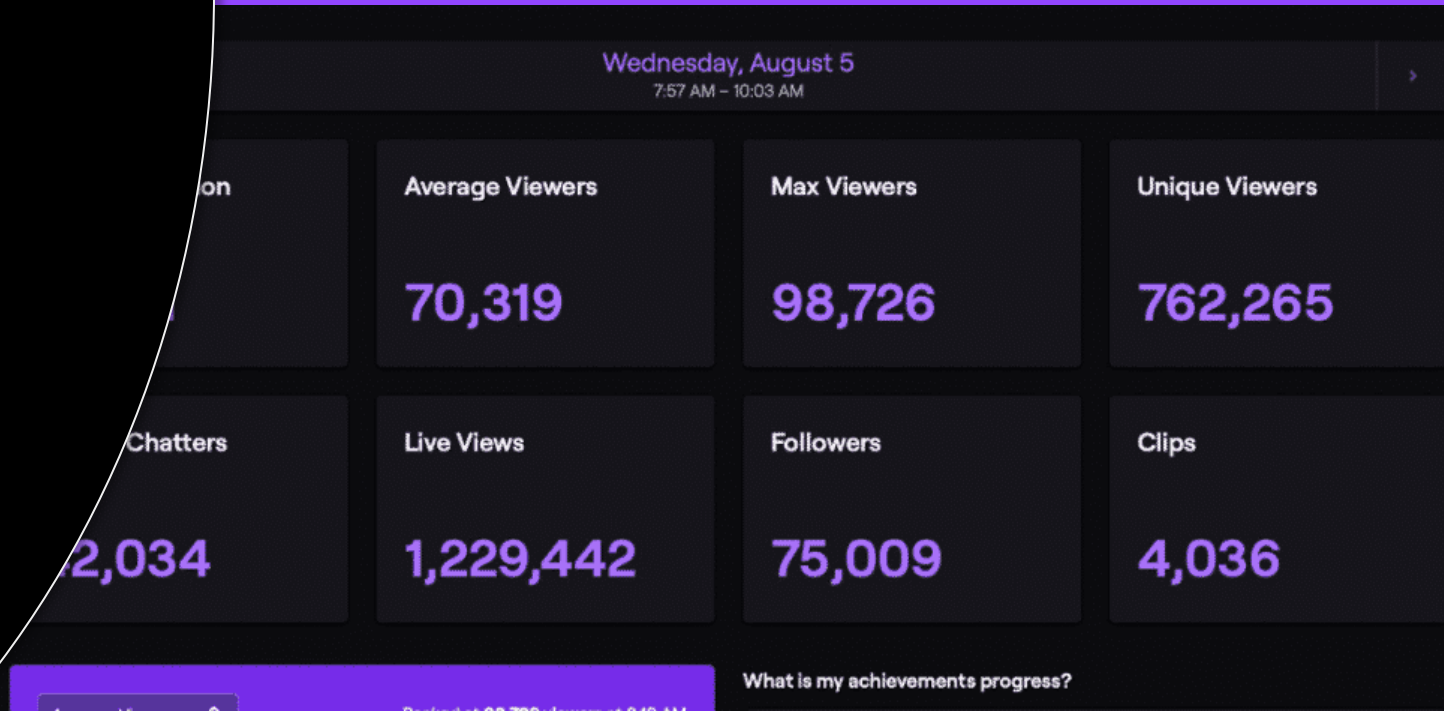 Wednesday, August 5
7:57 AM – 10:03 AM
Average Viewers
Max Viewers
Unique Viewers
70,319
98,726
762,265
Chatters
Live Views
Followers
Clips
2,034
1,229,442
75,009
4,036
What is my achievements progress?